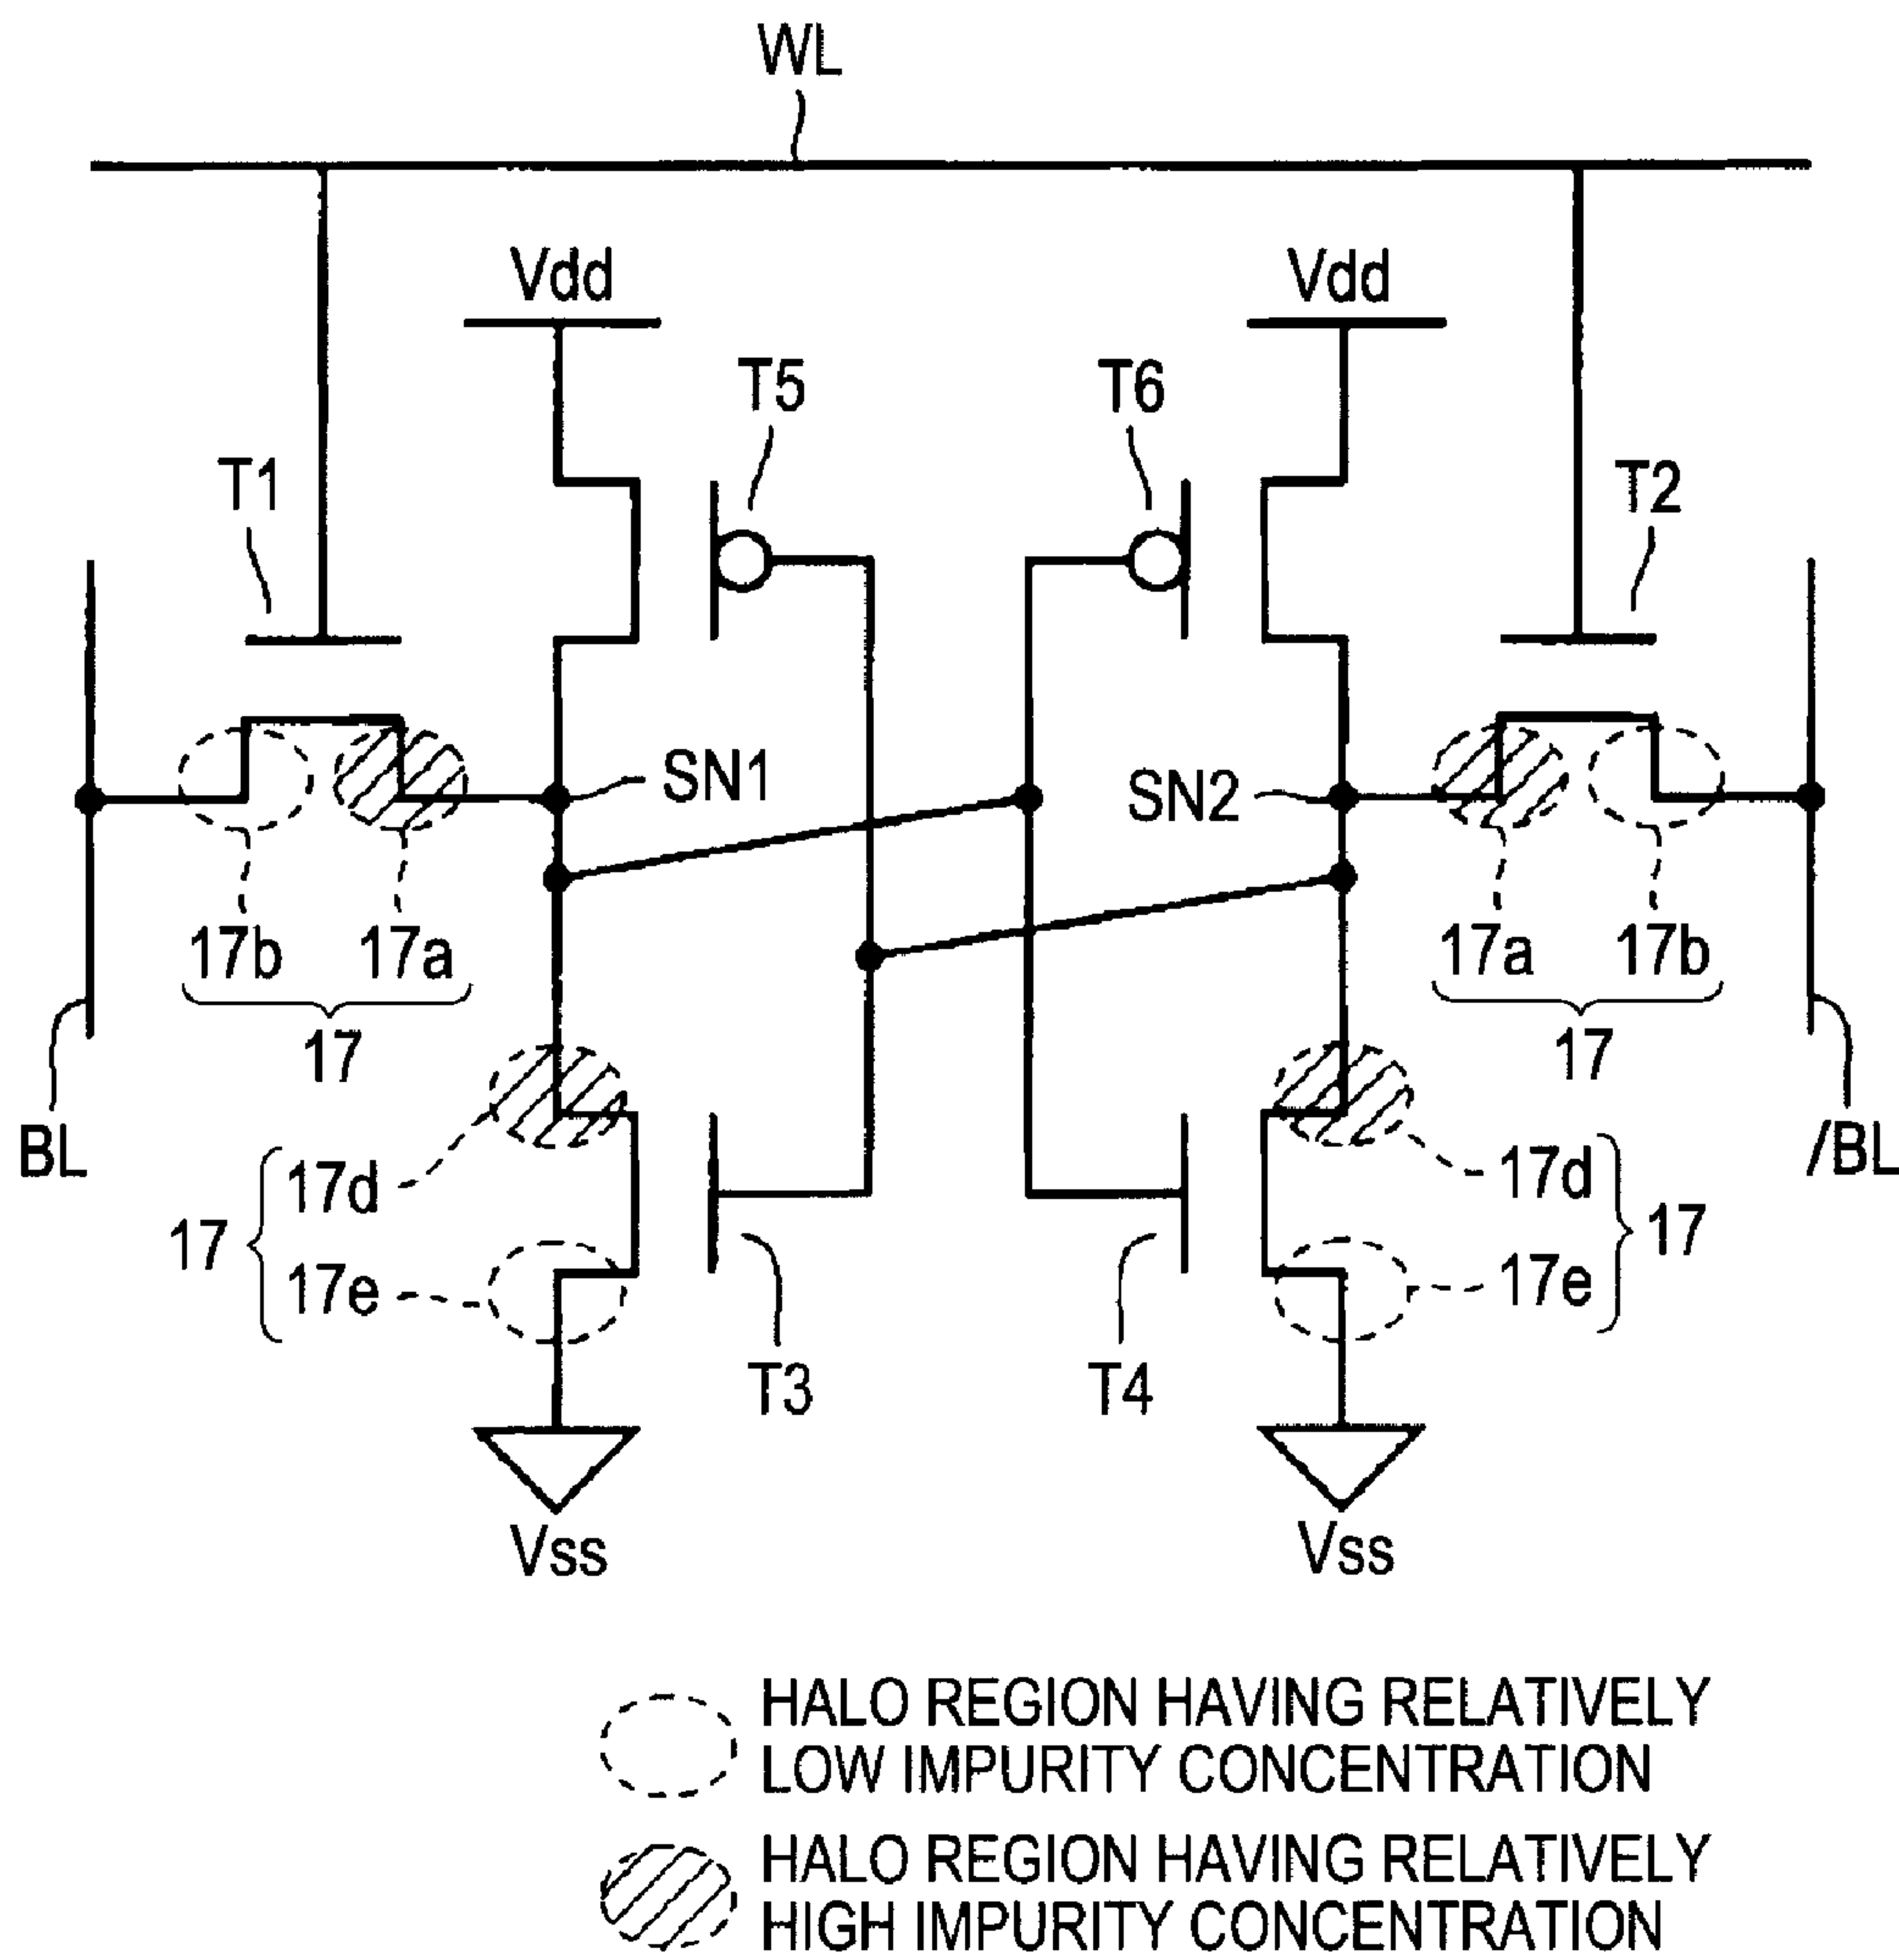 WL
Vdd
Vdd
T5
T6
T1
T2
SN1
SN2
17b
17a
17a
17b
17
17
BL
/BL
17d
17d
17
17
17e
17e
T3
T4
Vss
Vss
HALO REGION HAVING RELATIVELY
LOW IMPURITY CONCENTRATION
HALO REGION HAVING RELATIVELY
HIGH IMPURITY CONCENTRATION